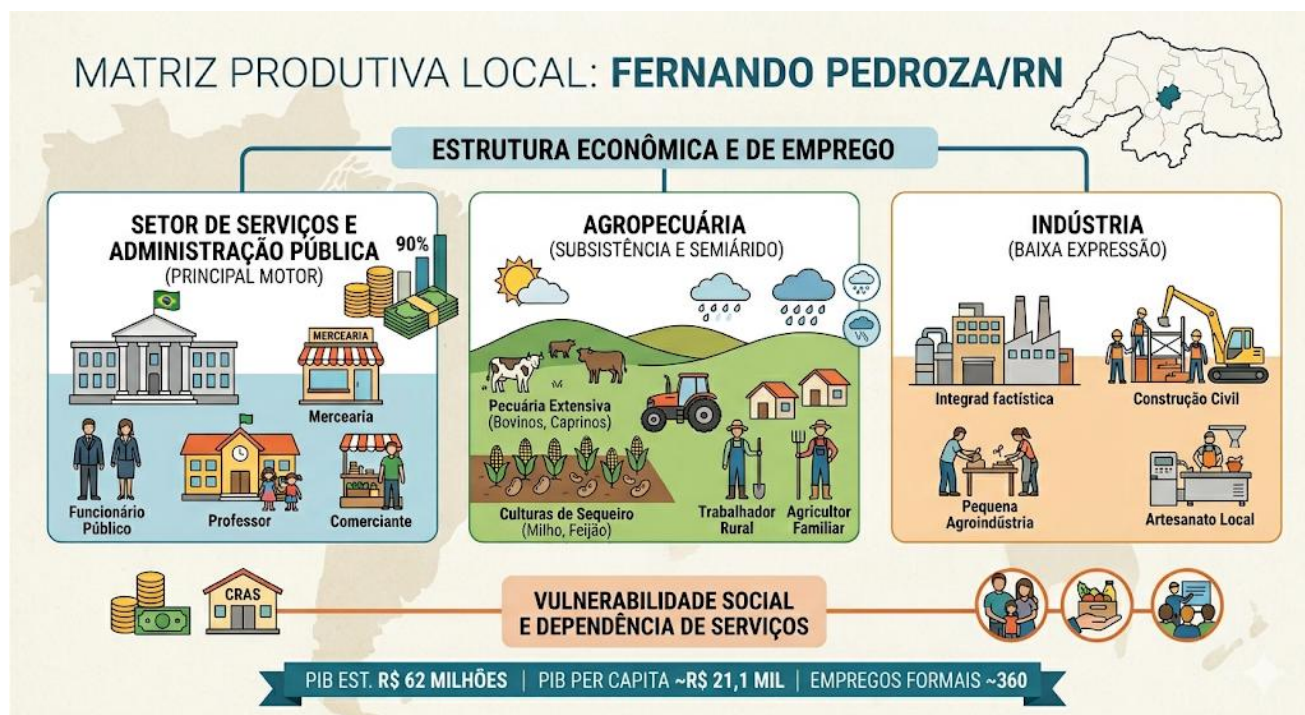 MATRIZ PRODUTIVA LOCAL: FERNANDO PEDROZA/RN
ESTRUTURA ECONÔMICA E DE EMPREGO
SETOR DE SERVIÇOS E
ADMINISTRAÇÃO PÚBLICA
(PRINCIPAL MOTOR)
90%
MERCEARIA
Mercearia
Funcionário
Público
Professor
Comerciante
AGROPECUÁRIA
(SUBSISTÊNCIA E SEMIÁRIDO)
Pecuária Extensiva
(Bovinos, Caprinos)
Culturas de Sequeiro
(Milho, Feijão)
Trabalhador
Rural
Agricultor
Familiar
INDÚSTRIA
(BAIXA EXPRESSÃO)
Integrad factística
Construção Civil
Pequena
Agroindústria
Artesanato Local
CRAS
VULNERABILIDADE SOCIAL
E DEPENDÊNCIA DE SERVIÇOS
PIB EST. R$ 62 MILHÕES | PIB PER CAPITA ~R$ 21,1 MIL | EMPREGOS FORMAIS ~360